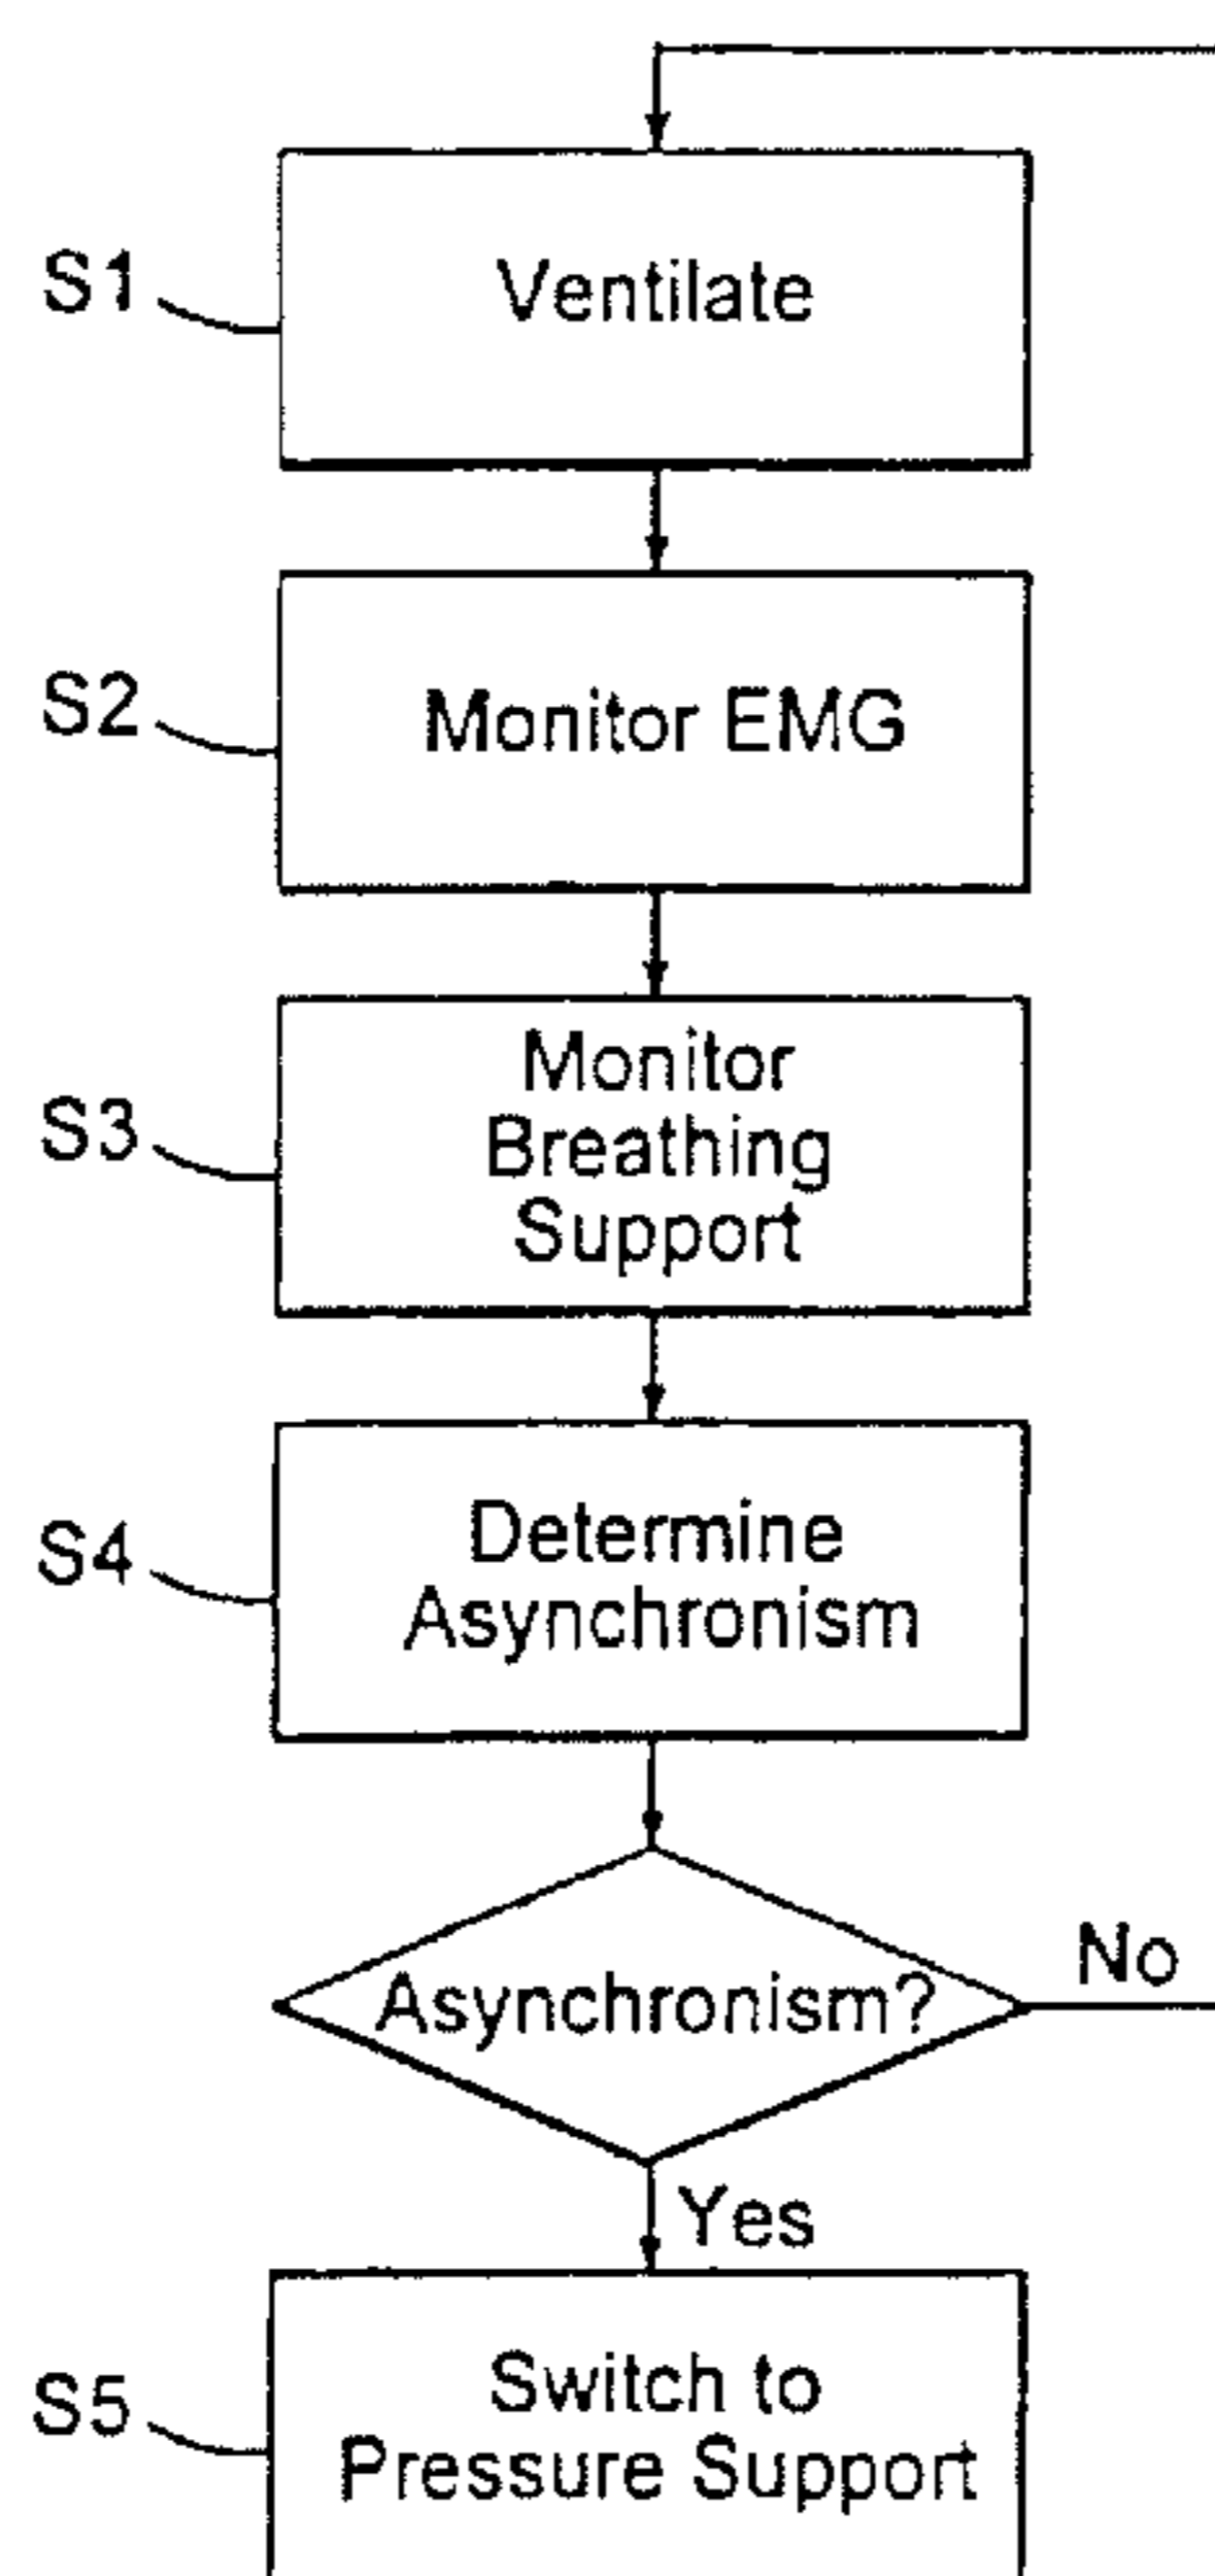 S1
Ventilate
S2
Monitor EMG
S3
Monitor
Breathing
Support
S4
Determine
Asynchronism
Asynchronism?
No
Yes
S5
Switch to
Pressure Support